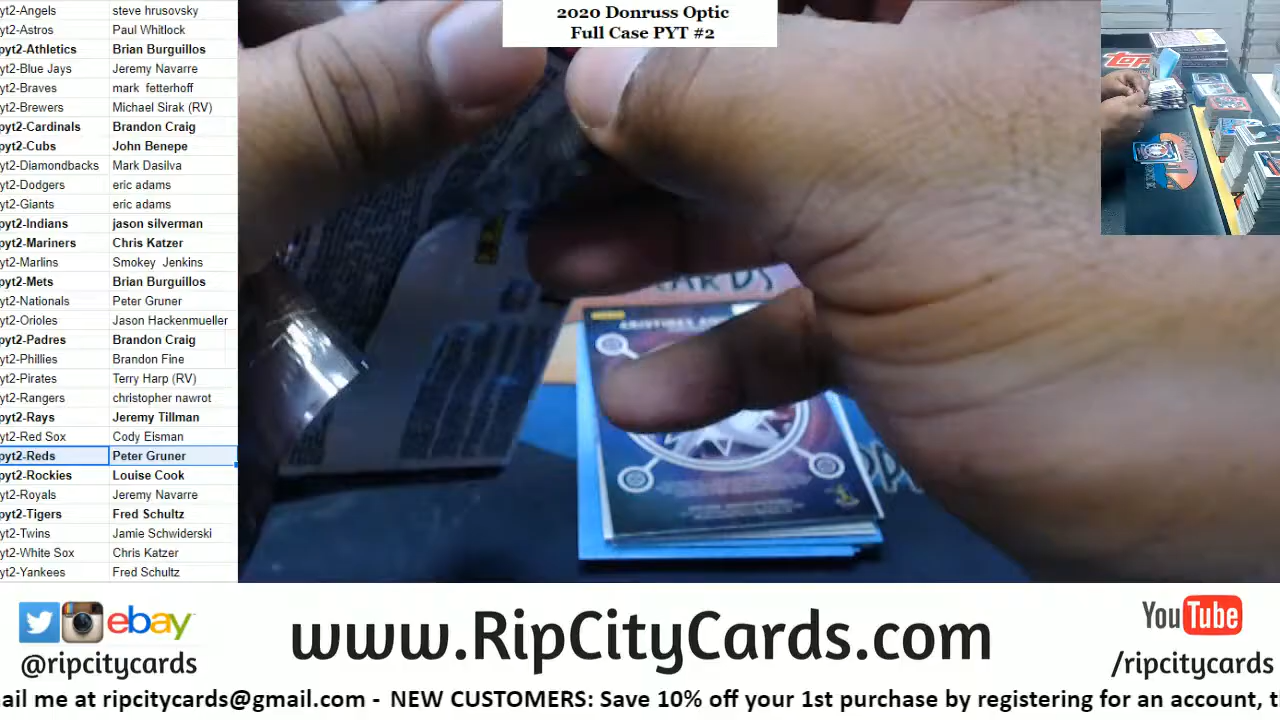 2020 Donruss Optic
Full Case PYT #2
yt2-Angels steve hrusovsky
yt2-Astros Paul Whitlock
pyt2-Athletics Brian Burguillos
yt2-Blue Jays Jeremy Navarre
yt2-Braves mark fetterhoff
yt2-Brewers Michael Sirak (RV)
pyt2-Cardinals Brandon Craig
pyt2-Cubs John Benepe
yt2-Diamondbacks Mark Dasilva
yt2-Dodgers eric adams
yt2-Giants eric adams
pyt2-Indians jason silverman
pyt2-Mariners Chris Katzer
yt2-Marlins Smokey Jenkins
pyt2-Mets Brian Burguillos
yt2-Nationals Peter Gruner
yt2-Orioles Jason Hackenmueller
pyt2-Padres Brandon Craig
yt2-Phillies Brandon Fine
yt2-Pirates Terry Harp (RV)
yt2-Rangers christopher nawrot
pyt2-Rays Jeremy Tillman
yt2-Red Sox Cody Elsman
pyt2-Reds Peter Gruner
pyt2-Rockies Louise Cook
yt2-Royals Jeremy Navarre
pyt2-Tigers Fred Schultz
yt2-Twins Jamie Schwiderski
yt2-White Sox Chris Katzer
yt2-Yankees Fred Schultz
ARISTIDES
ebay
@ripcitycards
www.RipCityCards.com
YouTube
/ripcitycards
ail me at ripcitycards@gmail.com - NEW CUSTOMERS: Save 10% off your 1st purchase by registering for an account, t